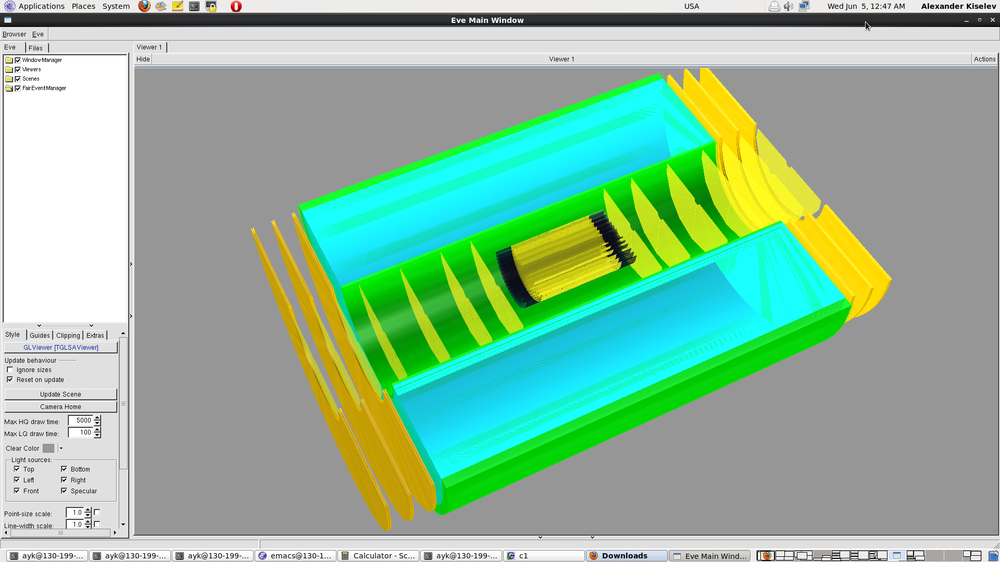 Applications Places System USA Wed Jun 5, 12:47 AM Alexander Kiselev
Eve Main Window
Browser Eve
Eve Files Viewer 1
Hide Viewer 1 Actions
Window Manager
Viewers
Scenes
FairEventManager
Style Guides Clipping Extras
GLViewer [TGLSAViewer]
Update behaviour
Ignore sizes
Reset on update
Update Scene
Camera Home
Max HQ draw time: 5000
Max LQ draw time: 100
Clear Color
Light sources:
Top Bottom
Left Right
Front Specular
Point-size scale: 1.0
Line-width scale: 1.0
ayk@130-199-... ayk@130-199-... ayk@130-199-... emacs@130-1... Calculator - Sc... ayk@130-199-... c1 Downloads Eve Main Wind...